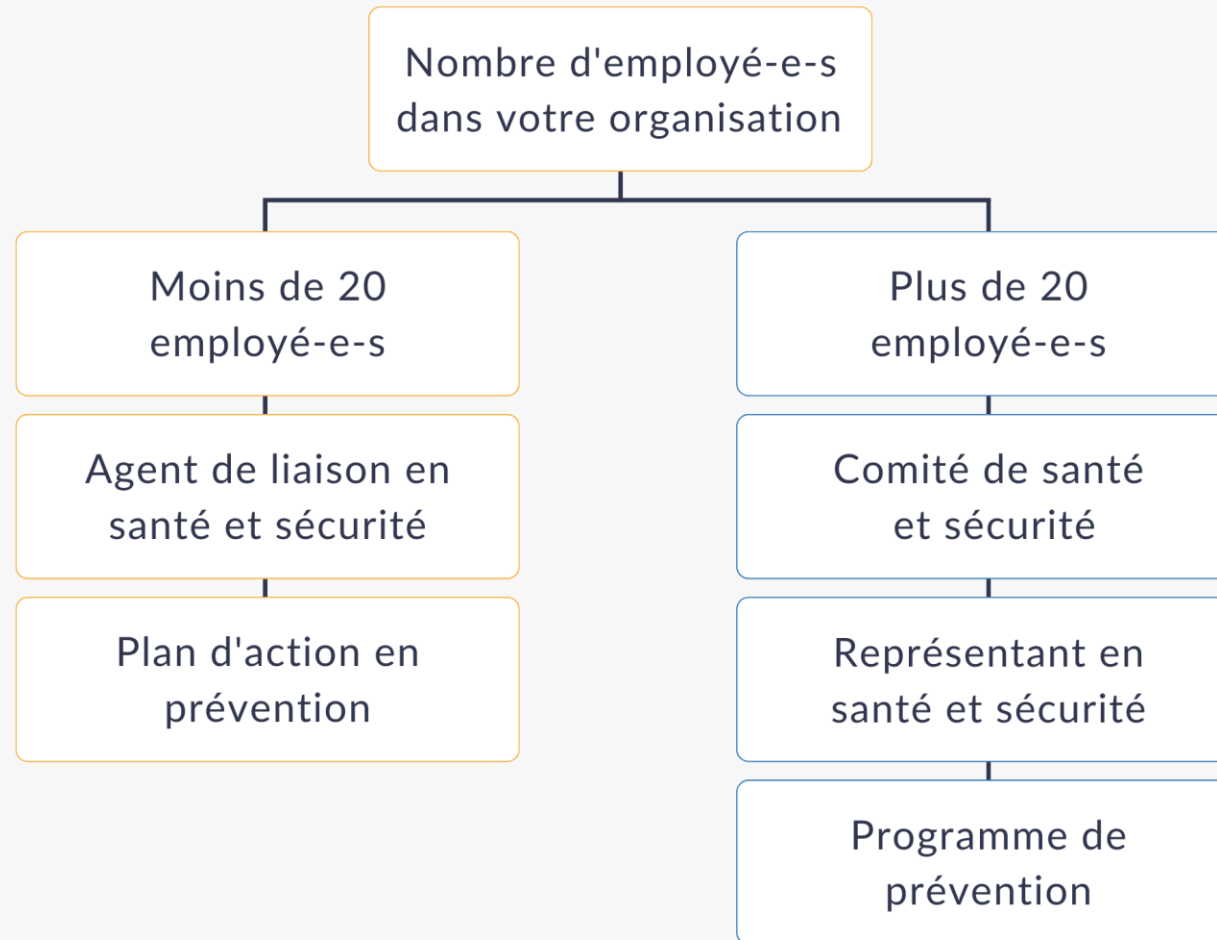 Nombre d'employé-e-s
dans votre organisation
Moins de 20
employé-e-s
Plus de 20
employé-e-s
Agent de liaison en
santé et sécurité
Comité de santé
et sécurité
Plan d'action en
prévention
Représentant en
santé et sécurité
Programme de
prévention